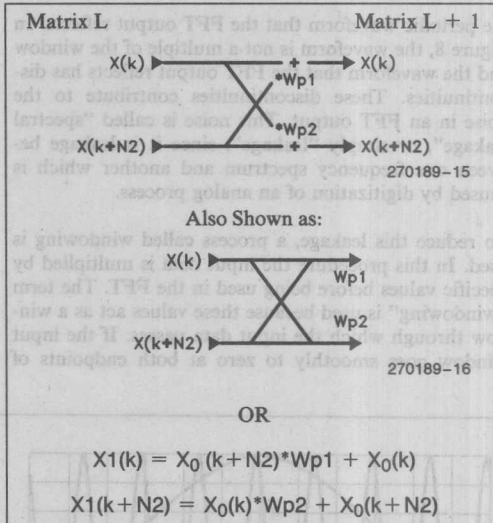 Matrix L Matrix L + 1
X(k) + X(k)
*Wp1
*Wp2
X(k+N2) + X(k+N2)
270189-15
Also Shown as:
X(k) Wp1
Wp2
X(k+N2)
270189-16
OR
X1(k) = X₀(k+N2)*Wp1 + X₀(k)
X1(k+N2) = X₀(k)*Wp2 + X₀(k+N2)